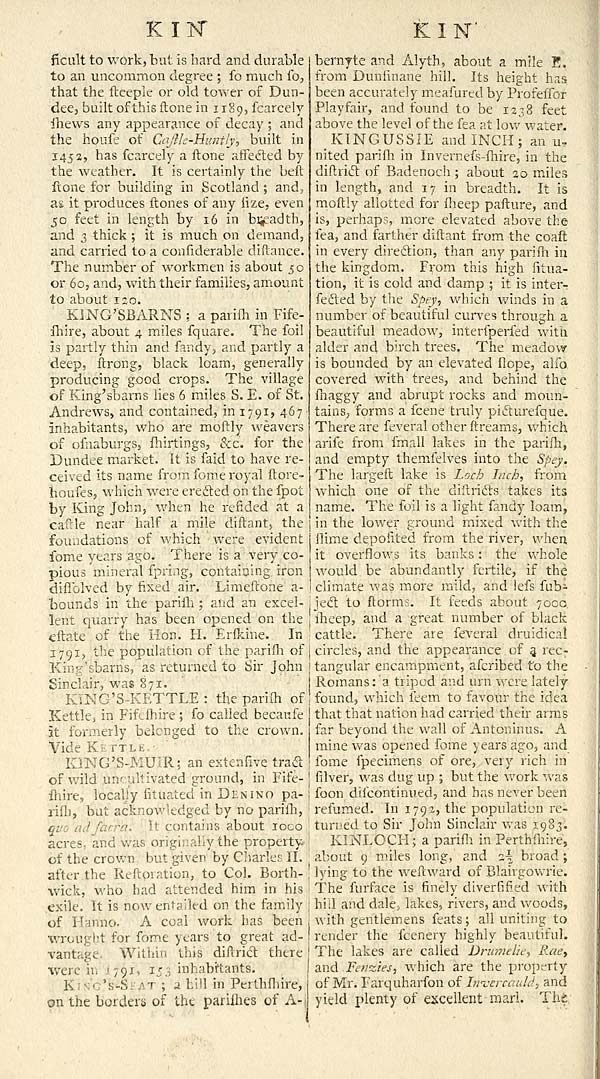 KIN
ſicult to work, but is hard and durable
to an uncommon degree; ſo much ſo,
that the ſteeple or old tower of Dun-
dee, built of this ſtone in 1189, ſcarcely
ſhews any appearance of decay; and
the houſe of Caſtle-Huntly, built in
1452, has ſcarcely a ſtone affected by
the weather. It is certainly the beſt
ſtone for building in Scotland; and,
as it produces ſtones of any ſize, even
50 feet in length by 16 in breadth,
and 3 thick; it is much on demand,
and carried to a conſiderable diſtance.
The number of workmen is about 50
or 60, and, with their families, amount
to about 120.
KING'SBARNS; a pariſh in Fife-
ſhire, about 4 miles ſquare. The ſoil
is partly thin and ſandy, and partly a
deep, ſtrong, black loam, generally
producing good crops. The village
of King'sbarns lies 6 miles S. E. of St.
Andrews, and contained, in 1791, 467
inhabitants, who are moſtly weavers
of oſnaburgs, ſhirtings, &c. for the
Dundee market. It is ſaid to have re-
ceived its name from ſome royal ſtore-
houſes, which were erected on the ſpot
by King John, when he reſided at a
caſtle near half a mile diſtant, the
foundations of which were evident
ſome years ago. There is a very co-
pious mineral ſpring, containing iron
diſſolved by fixed air. Limeſtone a-
bounds in the pariſh; and an excel-
lent quarry has been opened on the
eſtate of the Hon. H. Erſkine. In
1791, the population of the pariſh of
King'sbarns, as returned to Sir John
Sinclair, was 871.
KING'S-KETTLE: the pariſh of
Kettle, in Fifeſhire; ſo called becauſe
it formerly belonged to the crown.
Vide KETTLE.
KING'S-MUIR; an extenſive tract
of wild uncultivated ground, in Fife-
ſhire, locally ſituated in DENINO pa-
riſh, but acknowledged by no pariſh,
quo ad ſacra. It contains about 1000
acres, and was originally the property
of the crown but given by Charles II.
after the Reſtoration, to Col. Borth-
wick, who had attended him in his
exile. It is now entailed on the family
of Hanno. A coal work has been
wrought for ſome years to great ad-
vantage. Within this diſtrict there
were in 1791, 153 inhabitants.
KING'S-SEAT; a hill in Perthſhire,
on the borders of the pariſhes of A-
KIN
bernyte and Alyth, about a mile E.
from Dunſinane hill. Its height has
been accurately meaſured by Profeſſor
Playfair, and found to be 1238 feet
above the level of the ſea at low water.
KINGUSSIE and INCH; an u-
nited pariſh in Inverneſs-ſhire, in the
diſtrict of Badenoch; about 20 miles
in length, and 17 in breadth. It is
moſtly allotted for ſheep paſture, and
is, perhaps, more elevated above the
ſea, and farther diſtant from the coaſt
in every direction, than any pariſh in
the kingdom. From this high ſitua-
tion, it is cold and damp; it is inter-
ſected by the Spey, which winds in a
number of beautiful curves through a
beautiful meadow, interſperſed with
alder and birch trees. The meadow
is bounded by an elevated ſlope, alſo
covered with trees, and behind the
ſhaggy and abrupt rocks and moun-
tains, forms a ſcene truly pictureſque.
There are ſeveral other ſtreams, which
ariſe from ſmall lakes in the pariſh,
and empty themſelves into the Spey.
The largeſt lake is Loch Inch, from
which one of the diſtricts takes its
name. The ſoil is a light ſandy loam,
in the lower ground mixed with the
ſlime depoſited from the river, when
it overflows its banks: the whole
would be abundantly fertile, if the
climate was more mild, and leſs ſub-
ject to ſtorms. It feeds about 7000
ſheep, and a great number of black
cattle. There are ſeveral druidical
circles, and the appearance of a rec-
tangular encampment, aſcribed to the
Romans: a tripod and urn were lately
found, which ſeem to favour the idea
that that nation had carried their arms
far beyond the wall of Antoninus. A
mine was opened ſome years ago, and
ſome ſpecimens of ore, very rich in
ſilver, was dug up; but the work was
ſoon diſcontinued, and has never been
reſumed. In 1792, the population re-
turned to Sir John Sinclair was 1983.
KINLOCH; a pariſh in Perthſhire,
about 9 miles long, and 2½ broad;
lying to the weſtward of Blairgowrie.
The ſurface is finely diverſified with
hill and dale, lakes, rivers, and woods,
with gentlemens ſeats; all uniting to
render the ſcenery highly beautiful.
The lakes are called Drumelie, Rae,
and Fenzies, which are the property
of Mr. Farquharſon of Invercauld, and
yield plenty of excellent marl. The